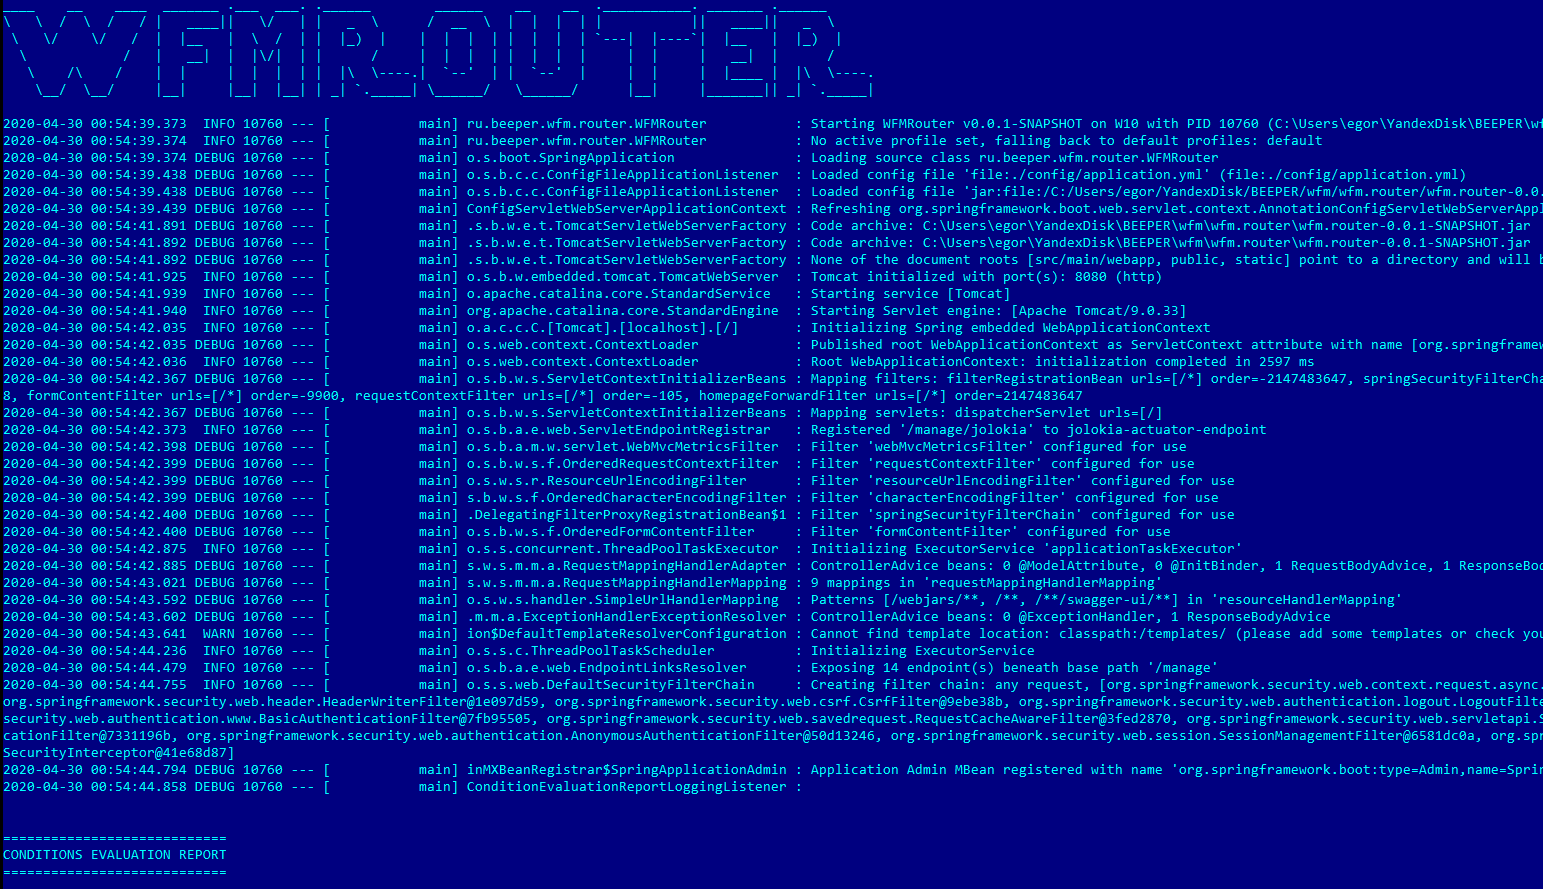 WFMROUTER
2020-04-30 00:54:39.373  INFO 10760 --- [           main] ru.beeper.wfm.router.WFMRouter           : Starting WFMRouter v0.0.1-SNAPSHOT on W10 with PID 10760 (C:\Users\egor\YandexDisk\BEEPER\wf
2020-04-30 00:54:39.374  INFO 10760 --- [           main] ru.beeper.wfm.router.WFMRouter           : No active profile set, falling back to default profiles: default
2020-04-30 00:54:39.374 DEBUG 10760 --- [           main] o.s.boot.SpringApplication               : Loading source class ru.beeper.wfm.router.WFMRouter
2020-04-30 00:54:39.438 DEBUG 10760 --- [           main] o.s.b.c.c.ConfigFileApplicationListener  : Loaded config file 'file:./config/application.yml' (file:./config/application.yml)
2020-04-30 00:54:39.438 DEBUG 10760 --- [           main] o.s.b.c.c.ConfigFileApplicationListener  : Loaded config file 'jar:file:/C:/Users/egor/YandexDisk/BEEPER/wfm/wfm.router/wfm.router-0.0.
2020-04-30 00:54:39.439 DEBUG 10760 --- [           main] ConfigServletWebServerApplicationContext : Refreshing org.springframework.boot.web.servlet.context.AnnotationConfigServletWebServerAppl
2020-04-30 00:54:41.891 DEBUG 10760 --- [           main] .s.b.w.e.t.TomcatServletWebServerFactory : Code archive: C:\Users\egor\YandexDisk\BEEPER\wfm\wfm.router\wfm.router-0.0.1-SNAPSHOT.jar
2020-04-30 00:54:41.892 DEBUG 10760 --- [           main] .s.b.w.e.t.TomcatServletWebServerFactory : Code archive: C:\Users\egor\YandexDisk\BEEPER\wfm\wfm.router\wfm.router-0.0.1-SNAPSHOT.jar
2020-04-30 00:54:41.892 DEBUG 10760 --- [           main] .s.b.w.e.t.TomcatServletWebServerFactory : None of the document roots [src/main/webapp, public, static] point to a directory and will b
2020-04-30 00:54:41.925  INFO 10760 --- [           main] o.s.b.w.embedded.tomcat.TomcatWebServer  : Tomcat initialized with port(s): 8080 (http)
2020-04-30 00:54:41.939  INFO 10760 --- [           main] o.apache.catalina.core.StandardService   : Starting service [Tomcat]
2020-04-30 00:54:41.940  INFO 10760 --- [           main] org.apache.catalina.core.StandardEngine  : Starting Servlet engine: [Apache Tomcat/9.0.33]
2020-04-30 00:54:42.035  INFO 10760 --- [           main] o.a.c.c.C.[Tomcat].[localhost].[/]       : Initializing Spring embedded WebApplicationContext
2020-04-30 00:54:42.035 DEBUG 10760 --- [           main] o.s.web.context.ContextLoader            : Published root WebApplicationContext as ServletContext attribute with name [org.springframew
2020-04-30 00:54:42.036  INFO 10760 --- [           main] o.s.web.context.ContextLoader            : Root WebApplicationContext: initialization completed in 2597 ms
2020-04-30 00:54:42.367 DEBUG 10760 --- [           main] o.s.b.w.s.ServletContextInitializerBeans : Mapping filters: filterRegistrationBean urls=[/*] order=-2147483647, springSecurityFilterCha
8, formContentFilter urls=[/*] order=-9900, requestContextFilter urls=[/*] order=-105, homepageForwardFilter urls=[/*] order=2147483647
2020-04-30 00:54:42.367 DEBUG 10760 --- [           main] o.s.b.w.s.ServletContextInitializerBeans : Mapping servlets: dispatcherServlet urls=[/]
2020-04-30 00:54:42.373  INFO 10760 --- [           main] o.s.b.a.e.web.ServletEndpointRegistrar   : Registered '/manage/jolokia' to jolokia-actuator-endpoint
2020-04-30 00:54:42.398 DEBUG 10760 --- [           main] o.s.b.a.m.w.servlet.WebMvcMetricsFilter  : Filter 'webMvcMetricsFilter' configured for use
2020-04-30 00:54:42.399 DEBUG 10760 --- [           main] o.s.b.w.s.f.OrderedRequestContextFilter  : Filter 'requestContextFilter' configured for use
2020-04-30 00:54:42.399 DEBUG 10760 --- [           main] o.s.w.s.r.ResourceUrlEncodingFilter      : Filter 'resourceUrlEncodingFilter' configured for use
2020-04-30 00:54:42.399 DEBUG 10760 --- [           main] s.b.w.s.f.OrderedCharacterEncodingFilter : Filter 'characterEncodingFilter' configured for use
2020-04-30 00:54:42.400 DEBUG 10760 --- [           main] .DelegatingFilterProxyRegistrationBean$1 : Filter 'springSecurityFilterChain' configured for use
2020-04-30 00:54:42.400 DEBUG 10760 --- [           main] o.s.b.w.s.f.OrderedFormContentFilter     : Filter 'formContentFilter' configured for use
2020-04-30 00:54:42.875  INFO 10760 --- [           main] o.s.s.concurrent.ThreadPoolTaskExecutor  : Initializing ExecutorService 'applicationTaskExecutor'
2020-04-30 00:54:42.885 DEBUG 10760 --- [           main] s.w.s.m.m.a.RequestMappingHandlerAdapter : ControllerAdvice beans: 0 @ModelAttribute, 0 @InitBinder, 1 RequestBodyAdvice, 1 ResponseBod
2020-04-30 00:54:43.021 DEBUG 10760 --- [           main] s.w.s.m.m.a.RequestMappingHandlerMapping : 9 mappings in 'requestMappingHandlerMapping'
2020-04-30 00:54:43.592 DEBUG 10760 --- [           main] o.s.w.s.handler.SimpleUrlHandlerMapping  : Patterns [/webjars/**, /**, /**/swagger-ui/**] in 'resourceHandlerMapping'
2020-04-30 00:54:43.602 DEBUG 10760 --- [           main] .m.m.a.ExceptionHandlerExceptionResolver : ControllerAdvice beans: 0 @ExceptionHandler, 1 ResponseBodyAdvice
2020-04-30 00:54:43.641  WARN 10760 --- [           main] ion$DefaultTemplateResolverConfiguration : Cannot find template location: classpath:/templates/ (please add some templates or check you
2020-04-30 00:54:44.236  INFO 10760 --- [           main] o.s.s.c.ThreadPoolTaskScheduler          : Initializing ExecutorService
2020-04-30 00:54:44.479  INFO 10760 --- [           main] o.s.b.a.e.web.EndpointLinksResolver      : Exposing 14 endpoint(s) beneath base path '/manage'
2020-04-30 00:54:44.755  INFO 10760 --- [           main] o.s.s.web.DefaultSecurityFilterChain     : Creating filter chain: any request, [org.springframework.security.web.context.request.async.
org.springframework.security.web.header.HeaderWriterFilter@1e097d59, org.springframework.security.web.csrf.CsrfFilter@9ebe38b, org.springframework.security.web.authentication.logout.LogoutFilte
security.web.authentication.www.BasicAuthenticationFilter@7fb95505, org.springframework.security.web.savedrequest.RequestCacheAwareFilter@3fed2870, org.springframework.security.web.servletapi.S
cationFilter@7331196b, org.springframework.security.web.authentication.AnonymousAuthenticationFilter@50d13246, org.springframework.security.web.session.SessionManagementFilter@6581dc0a, org.spr
SecurityInterceptor@41e68d87]
2020-04-30 00:54:44.794 DEBUG 10760 --- [           main] inMXBeanRegistrar$SpringApplicationAdmin : Application Admin MBean registered with name 'org.springframework.boot:type=Admin,name=Sprin
2020-04-30 00:54:44.858 DEBUG 10760 --- [           main] ConditionEvaluationReportLoggingListener :
============================
CONDITIONS EVALUATION REPORT
============================